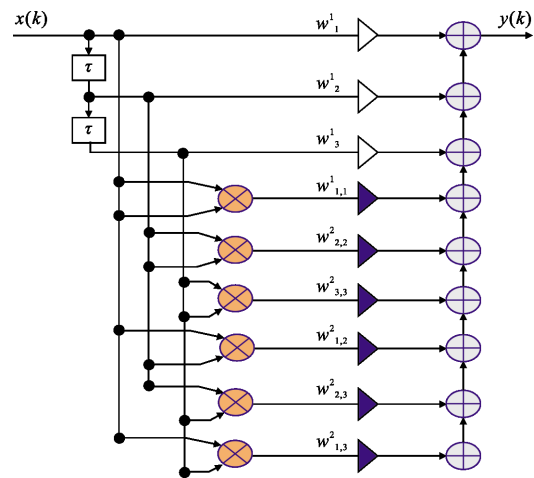 x(k) w¹₁ y(k)
τ
w¹₂
τ
w¹₃
w¹₁,₁
w²₂,₂
w²₃,₃
w²₁,₂
w²₂,₃
w²₁,₃